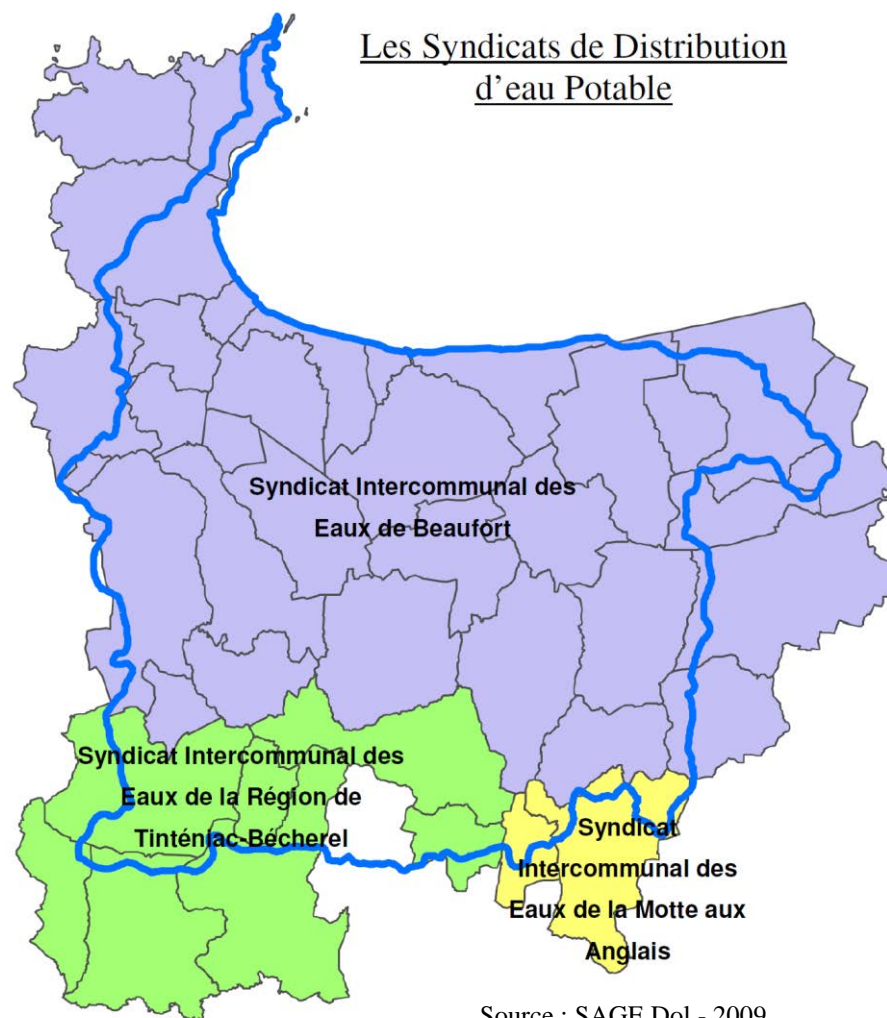 Les Syndicats de Distribution
d'eau Potable
Syndicat Intercommunal des
Eaux de Beaufort
Syndicat Intercommunal des
Eaux de la Région de
Tinténiac-Bécherel
Syndicat
Intercommunal des
Eaux de la Motte aux
Anglais
Source : SAGE Dol - 2009